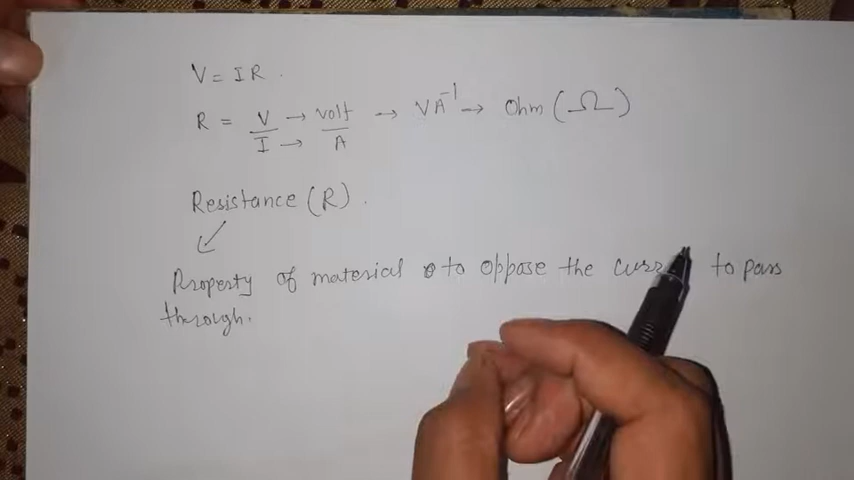 V = IR.
R = V/I → volt/A → VA⁻¹ → Ohm (Ω)
Resistance (R).
Property of material to oppose the to pass
through.